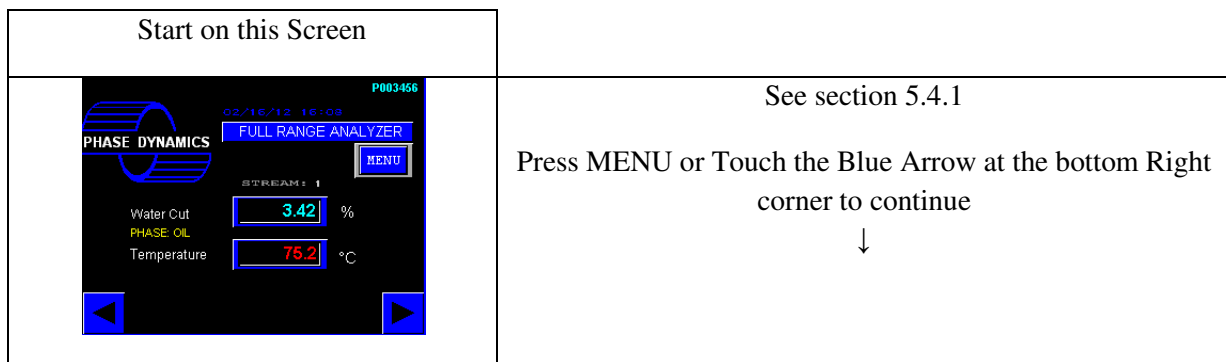 Start on this Screen
P003456
02/16/12 16:09
PHASE DYNAMICS
FULL RANGE ANALYZER
MENU
STREAM: 1
Water Cut 3.42 %
PHASE: OIL
Temperature 75.2 °C
See section 5.4.1
Press MENU or Touch the Blue Arrow at the bottom Right
corner to continue
↓